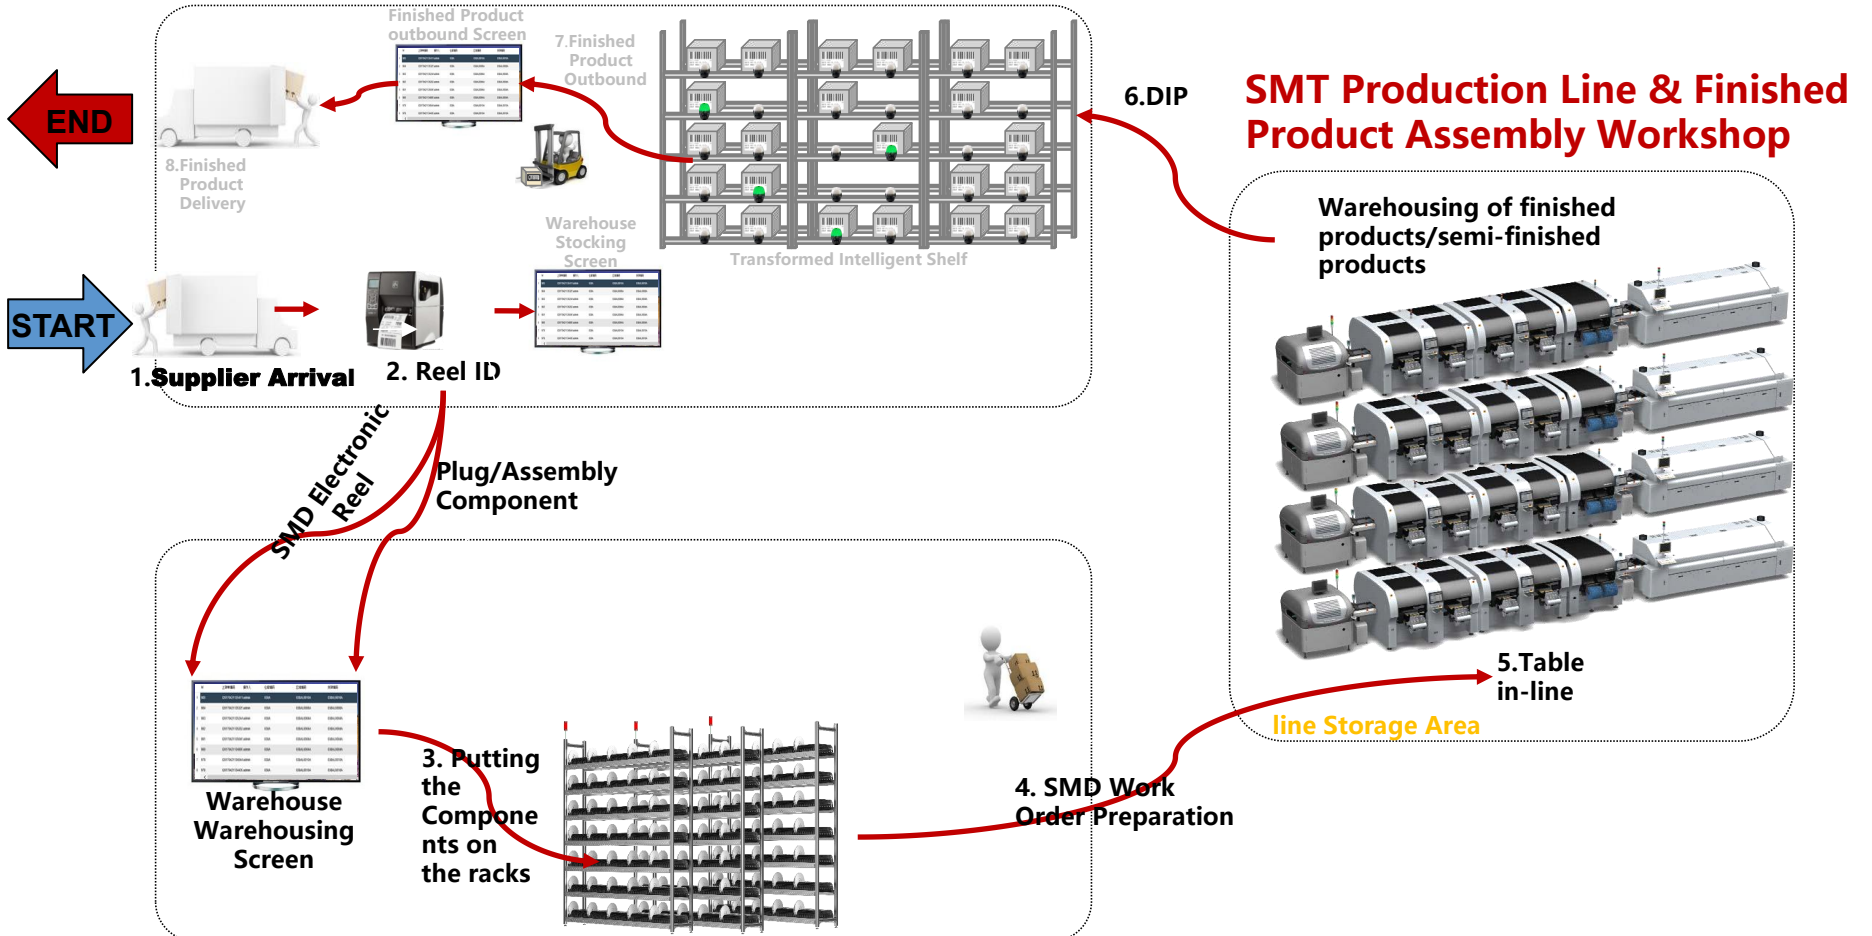 Finished Product
outbound Screen
7.Finished
Product
Outbound
6.DIP
SMT Production Line & Finished
Product Assembly Workshop
END
8.Finished
Product
Delivery
Warehouse
Stocking
Screen
Transformed Intelligent Shelf
Warehousing of finished
products/semi-finished
products
START
1.Supplier Arrival
2. Reel ID
SMD Electronic
Reel
Plug/Assembly
Component
5.Table
in-line
line Storage Area
3. Putting
the
Compone
nts on
the racks
4. SMD Work
Order Preparation
Warehouse
Warehousing
Screen